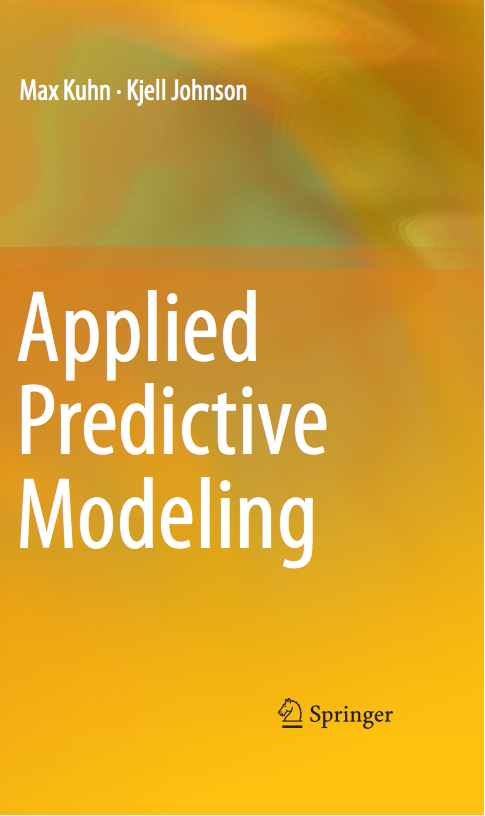 Max Kuhn · Kjell Johnson
Applied
Predictive
Modeling
Springer